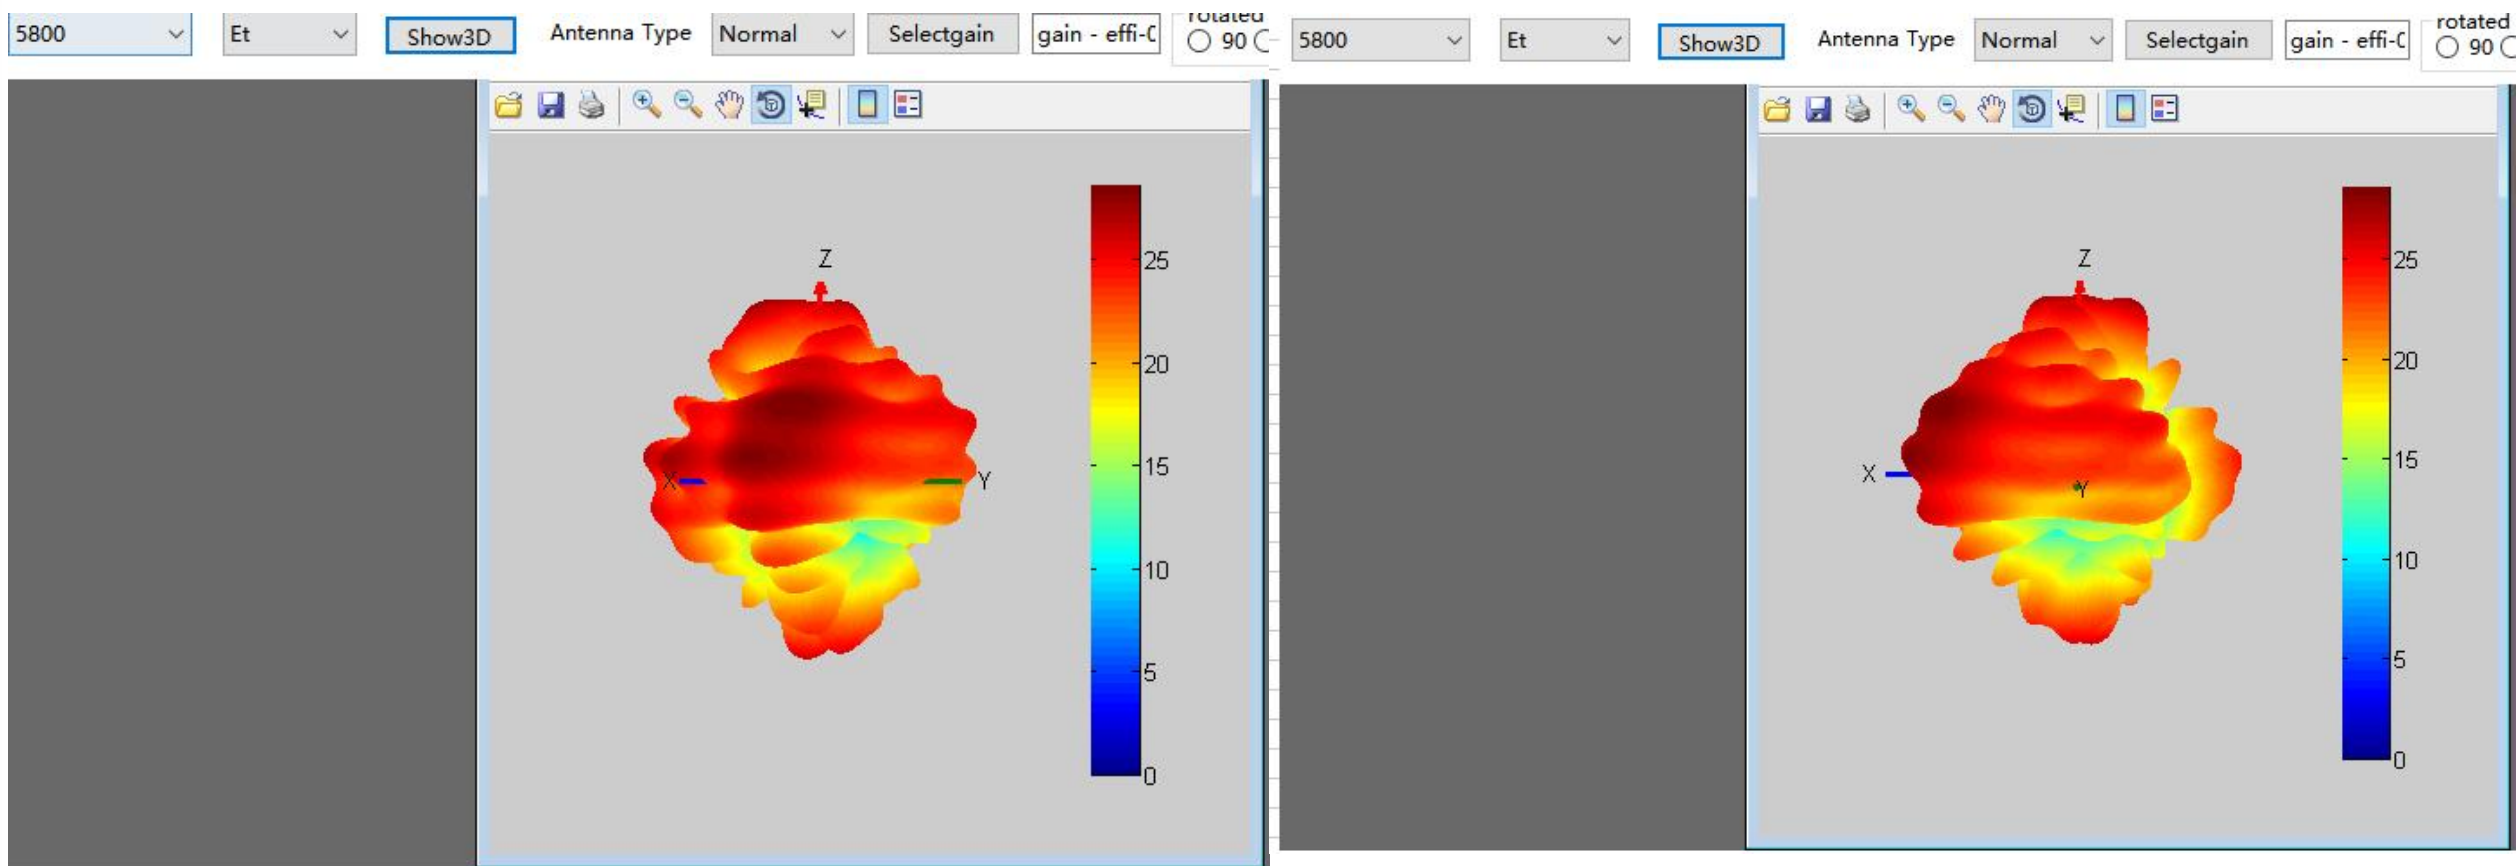 5800 Et Show3D Antenna Type Normal Selectgain gain - effi-C rotated 90
Z
X Y
25
20
15
10
5
0
5800 Et Show3D Antenna Type Normal Selectgain gain - effi-C rotated 90
Z
X Y
25
20
15
10
5
0